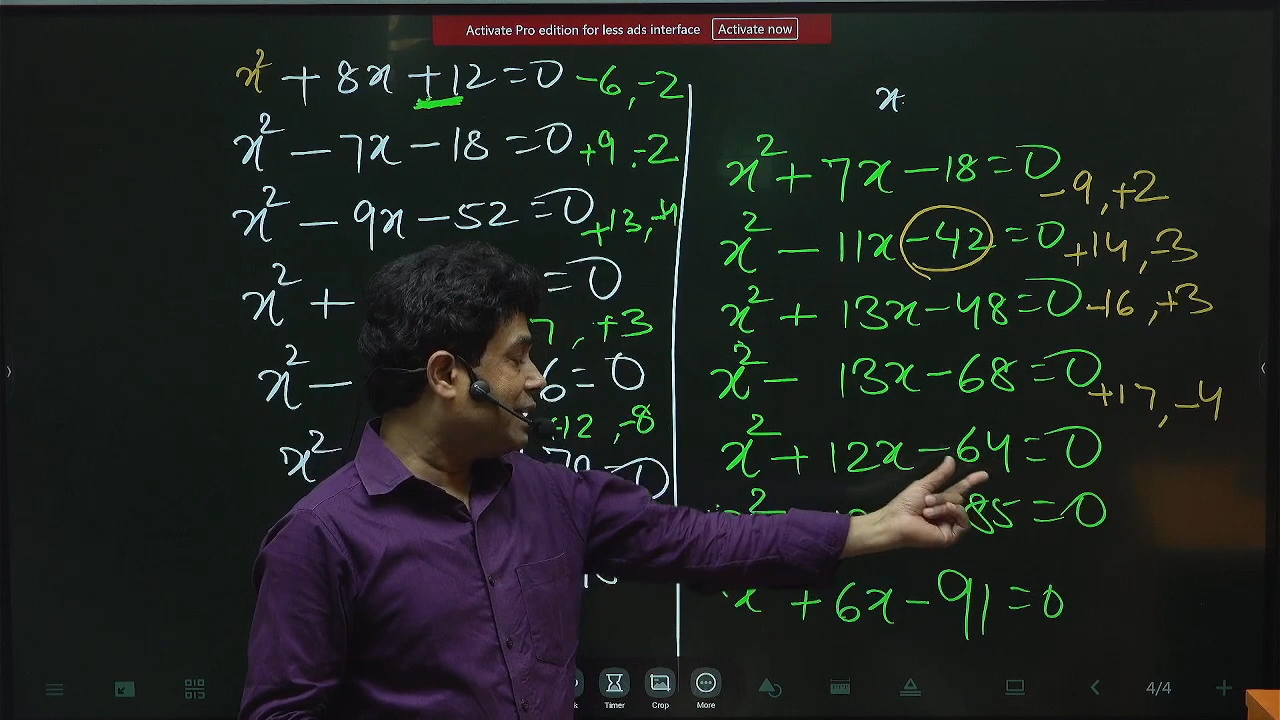 Activate Pro edition for less ads interface Activate now
x² + 8x + 12 = 0 -6, -2
x² - 7x - 18 = 0 +9 -2
x² - 9x - 52 = 0 +13, -4
x² + = 0
7, +3
x² - 6 = 0
-12, -8
x² 0
x
x² + 7x - 18 = 0 -9, +2
x² - 11x - 42 = 0 +14, -3
x² + 13x - 48 = 0 -16, +3
x² - 13x - 68 = 0 +17, -4
x² + 12x - 64 = 0
85 = 0
x + 6x - 91 = 0
Timer Crop More
4/4